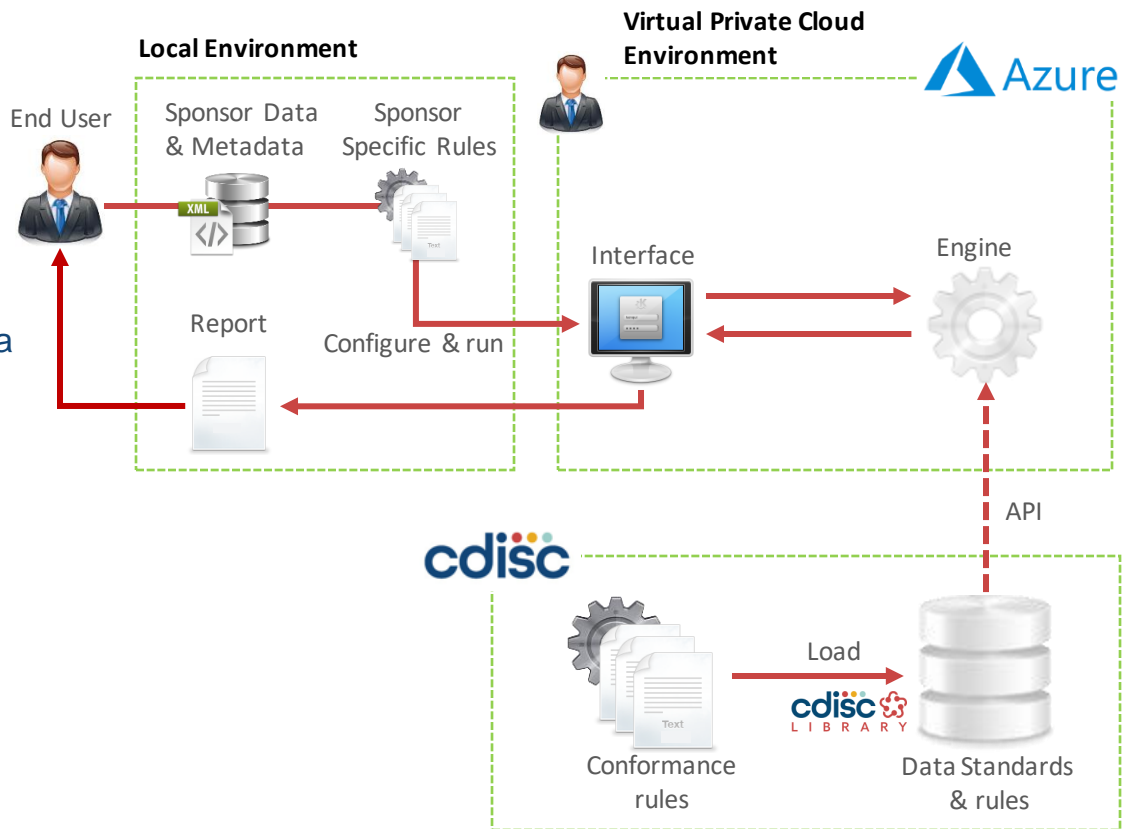 Virtual Private Cloud
Environment
Local Environment
Azure
End User
Sponsor Data
& Metadata
Sponsor
Specific Rules
XML
</>
Text
Interface
Engine
Report
Configure & run
a
API
cdisc
Load
cdisc
LIBRARY
Text
Conformance
rules
Data Standards
& rules